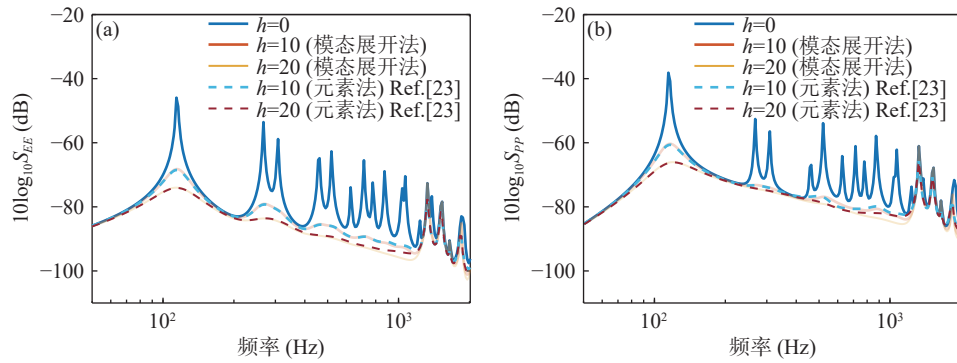 (a)
h=0
h=10 (模态展开法)
h=20 (模态展开法)
h=10 (元素法) Ref.[23]
h=20 (元素法) Ref.[23]
−20
−40
−60
−80
−100
10log₁₀S_EE (dB)
10²
10³
频率 (Hz)
(b)
h=0
h=10 (模态展开法)
h=20 (模态展开法)
h=10 (元素法) Ref.[23]
h=20 (元素法) Ref.[23]
−20
−40
−60
−80
−100
10log₁₀S_PP (dB)
10²
10³
频率 (Hz)